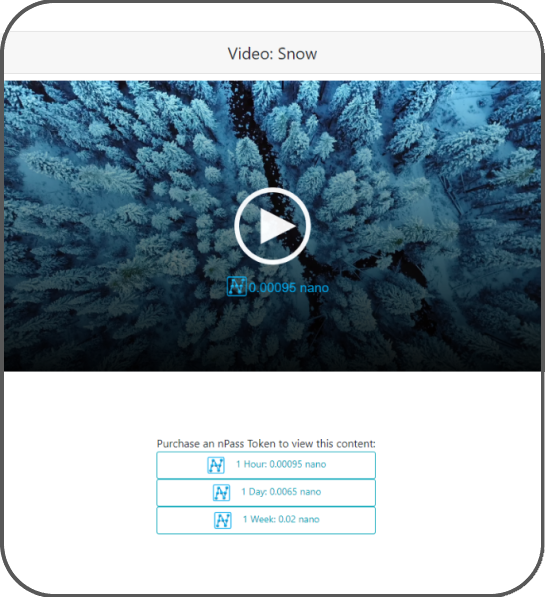 Video: Snow
0.00095 nano
Purchase an nPass Token to view this content:
1 Hour: 0.00095 nano
1 Day: 0.0065 nano
1 Week: 0.02 nano